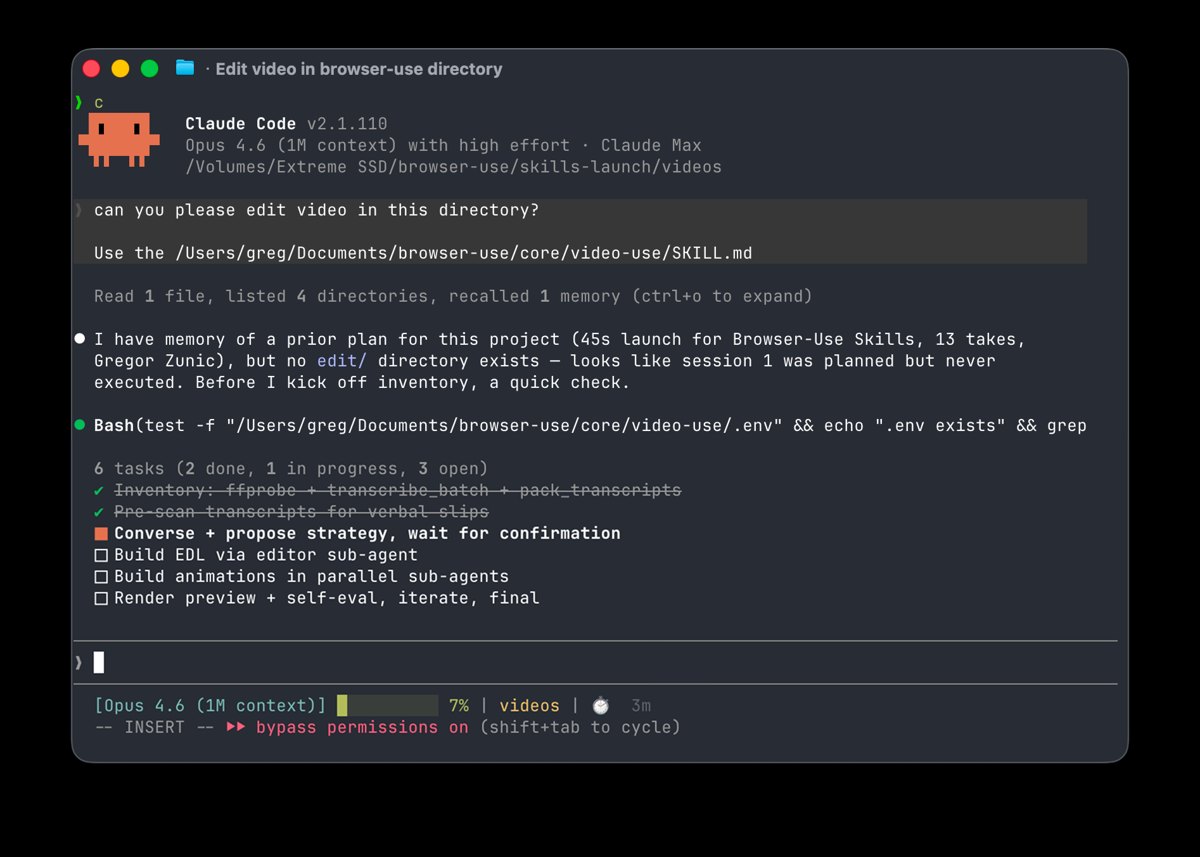 · Edit video in browser-use directory
❯ c
Claude Code v2.1.110
Opus 4.6 (1M context) with high effort · Claude Max
/Volumes/Extreme SSD/browser-use/skills-launch/videos
❯ can you please edit video in this directory?
Use the /Users/greg/Documents/browser-use/core/video-use/SKILL.md
Read 1 file, listed 4 directories, recalled 1 memory (ctrl+o to expand)
● I have memory of a prior plan for this project (45s launch for Browser-Use Skills, 13 takes,
Gregor Zunic), but no edit/ directory exists — looks like session 1 was planned but never
executed. Before I kick off inventory, a quick check.
● Bash(test -f "/Users/greg/Documents/browser-use/core/video-use/.env" && echo ".env exists" && grep
6 tasks (2 done, 1 in progress, 3 open)
✔ Inventory: ffprobe + transcribe_batch + pack_transcripts
✔ Pre-scan transcripts for verbal slips
■ Converse + propose strategy, wait for confirmation
□ Build EDL via editor sub-agent
□ Build animations in parallel sub-agents
□ Render preview + self-eval, iterate, final
❯
[Opus 4.6 (1M context)] 7% | videos | ⏱ 3m
-- INSERT -- ⏵⏵ bypass permissions on (shift+tab to cycle)